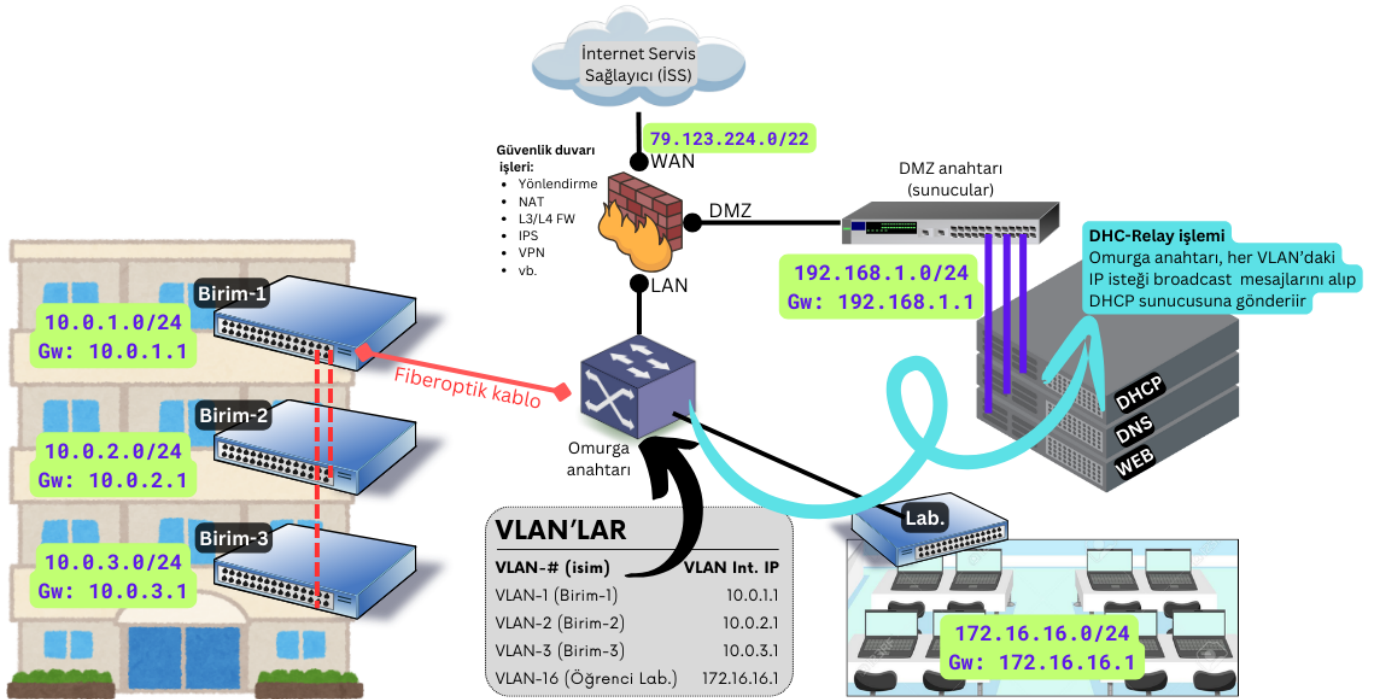 İnternet Servis
Sağlayıcı (İSS)
79.123.224.0/22
WAN
Güvenlik duvarı
işleri:
• Yönlendirme
• NAT
• L3/L4 FW
• IPS
• VPN
• vb.
DMZ
LAN
DMZ anahtarı
(sunucular)
192.168.1.0/24
Gw: 192.168.1.1
DHC-Relay işlemi
Omurga anahtarı, her VLAN’daki
IP isteği broadcast mesajlarını alıp
DHCP sunucusuna gönderiir
DHCP
DNS
WEB
Birim-1
10.0.1.0/24
Gw: 10.0.1.1
Fiberoptik kablo
Birim-2
10.0.2.0/24
Gw: 10.0.2.1
Birim-3
10.0.3.0/24
Gw: 10.0.3.1
Omurga
anahtarı
VLAN’LAR
VLAN-# (isim) VLAN Int. IP
VLAN-1 (Birim-1) 10.0.1.1
VLAN-2 (Birim-2) 10.0.2.1
VLAN-3 (Birim-3) 10.0.3.1
VLAN-16 (Öğrenci Lab.) 172.16.16.1
Lab.
172.16.16.0/24
Gw: 172.16.16.1